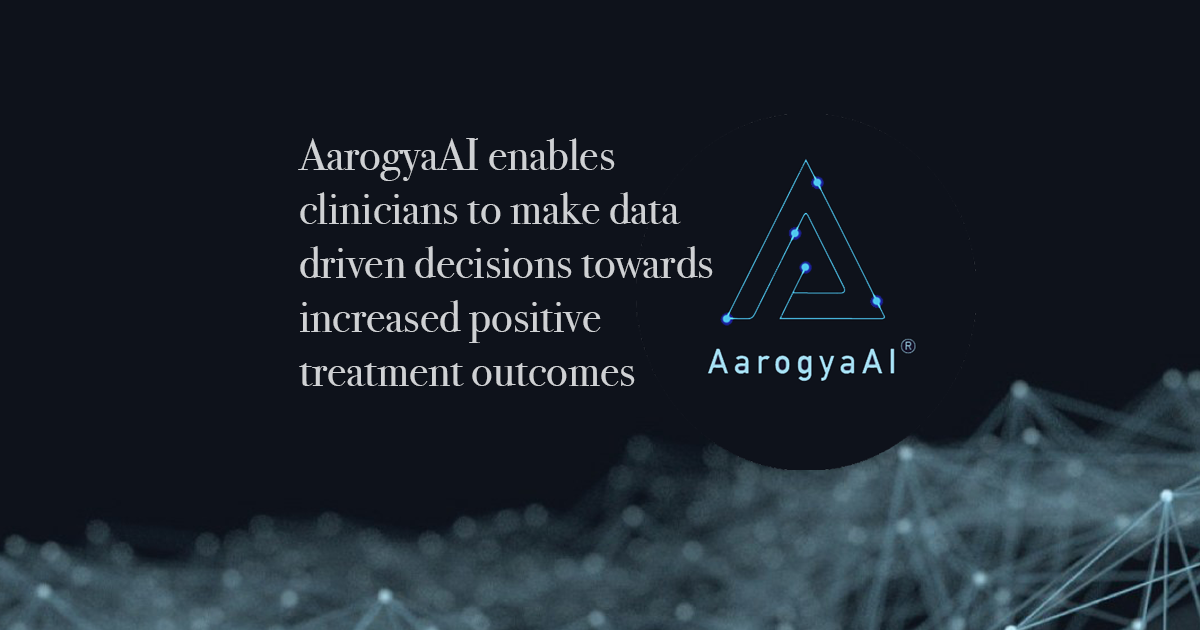 AarogyaAI enables
clinicians to make data
driven decisions towards
increased positive
treatment outcomes
AarogyaAI®